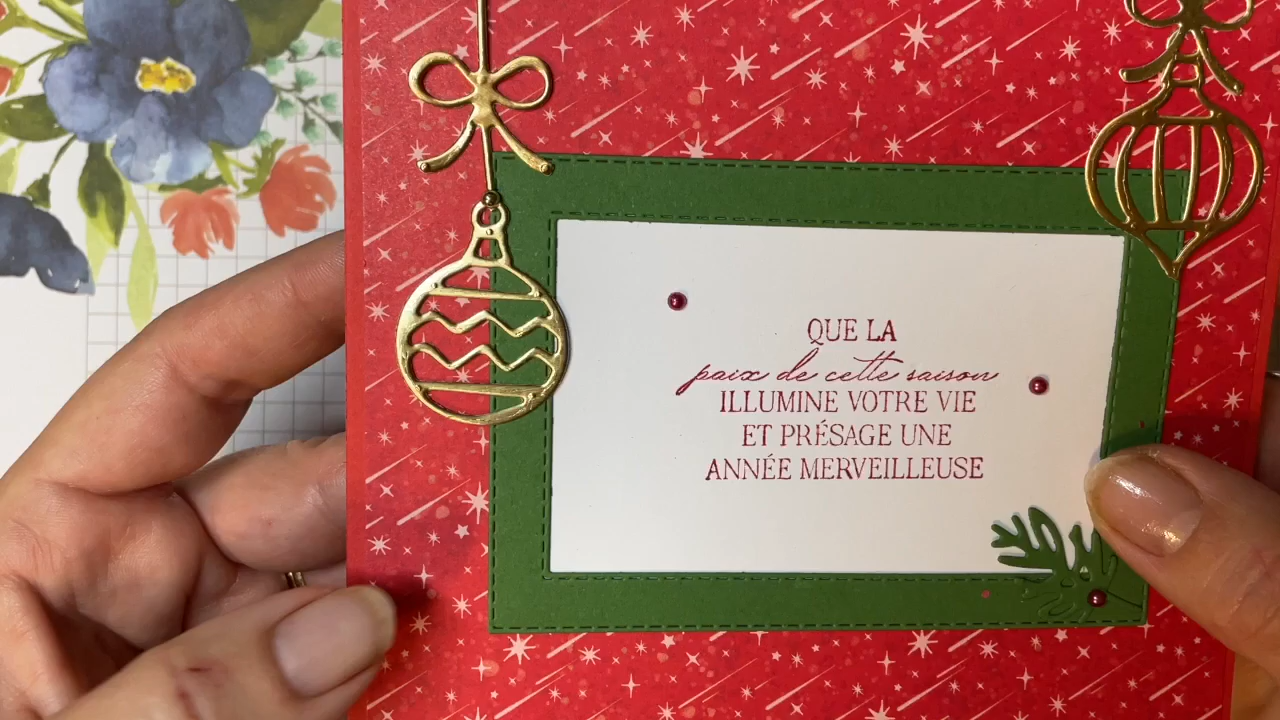 QUE LA
paix de cette saison
ILLUMINE VOTRE VIE
ET PRÉSAGE UNE
ANNÉE MERVEILLEUSE